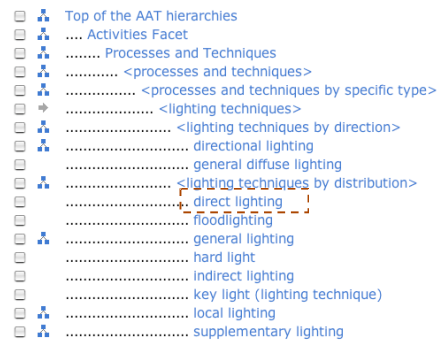 Top of the AAT hierarchies
.... Activities Facet
........ Processes and Techniques
............ <processes and techniques>
................ <processes and techniques by specific type>
.................... <lighting techniques>
........................ <lighting techniques by direction>
............................ directional lighting
............................ general diffuse lighting
........................ <lighting techniques by distribution>
............................ direct lighting
............................ floodlighting
............................ general lighting
............................ hard light
............................ indirect lighting
............................ key light (lighting technique)
............................ local lighting
............................ supplementary lighting